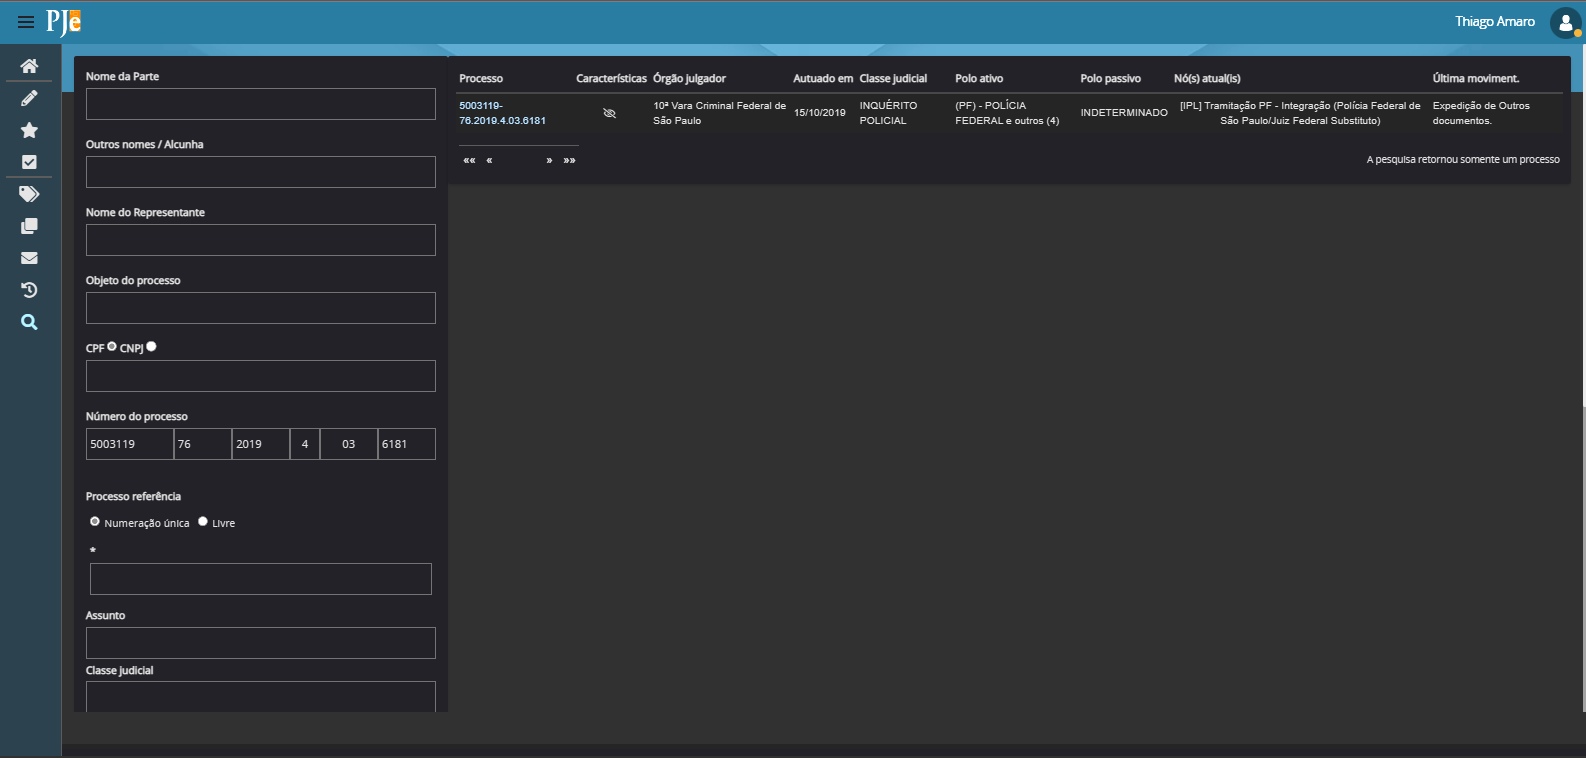 PJe
Thiago Amaro
Nome da Parte
Outros nomes / Alcunha
Nome do Representante
Objeto do processo
CPF CNPJ
Número do processo
5003119 76 2019 4 03 6181
Processo referência
Numeração única Livre
*
Assunto
Classe judicial
Processo Características Órgão julgador Autuado em Classe judicial Polo ativo Polo passivo Nó(s) atual(is) Última moviment.
5003119-
76.2019.4.03.6181
10ª Vara Criminal Federal de
São Paulo
15/10/2019
INQUÉRITO
POLICIAL
(PF) - POLÍCIA
FEDERAL e outros (4)
INDETERMINADO
[IPL] Tramitação PF - Integração (Polícia Federal de
São Paulo/Juiz Federal Substituto)
Expedição de Outros
documentos.
«« « » »»
A pesquisa retornou somente um processo